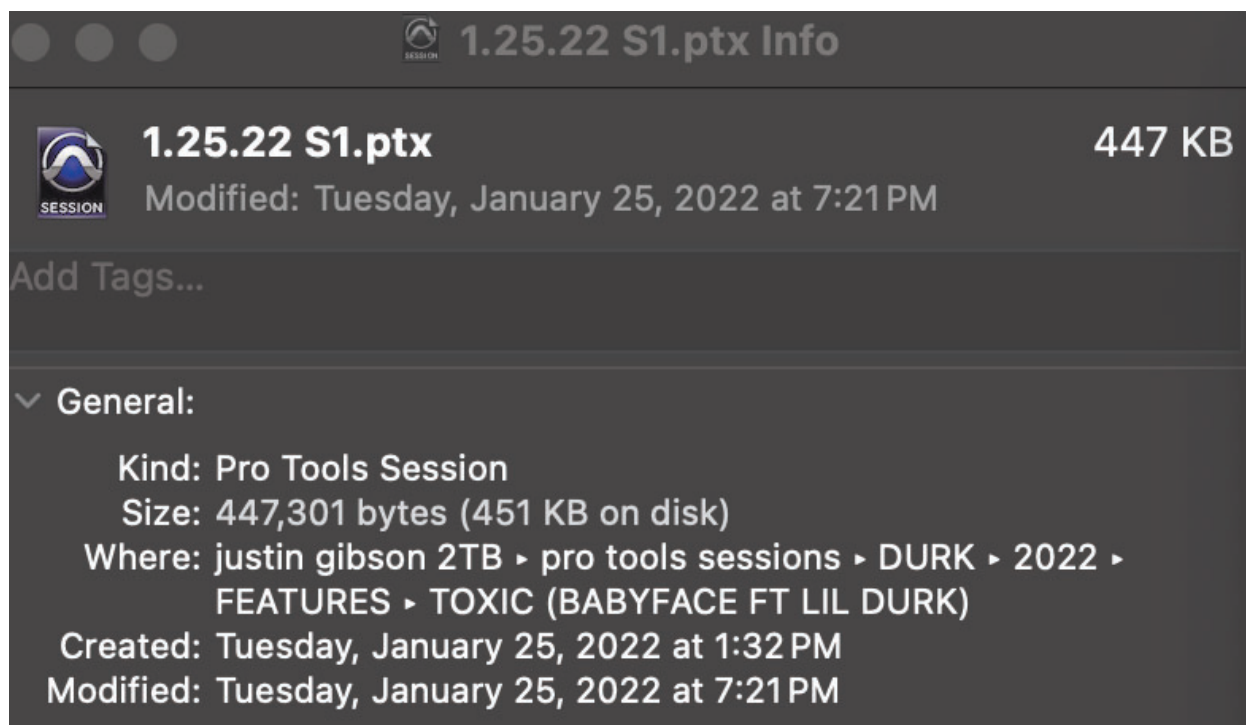 1.25.22 S1.ptx Info
1.25.22 S1.ptx 447 KB
SESSION Modified: Tuesday, January 25, 2022 at 7:21 PM
Add Tags...
General:
Kind: Pro Tools Session
Size: 447,301 bytes (451 KB on disk)
Where: justin gibson 2TB ▸ pro tools sessions ▸ DURK ▸ 2022 ▸
FEATURES ▸ TOXIC (BABYFACE FT LIL DURK)
Created: Tuesday, January 25, 2022 at 1:32 PM
Modified: Tuesday, January 25, 2022 at 7:21 PM